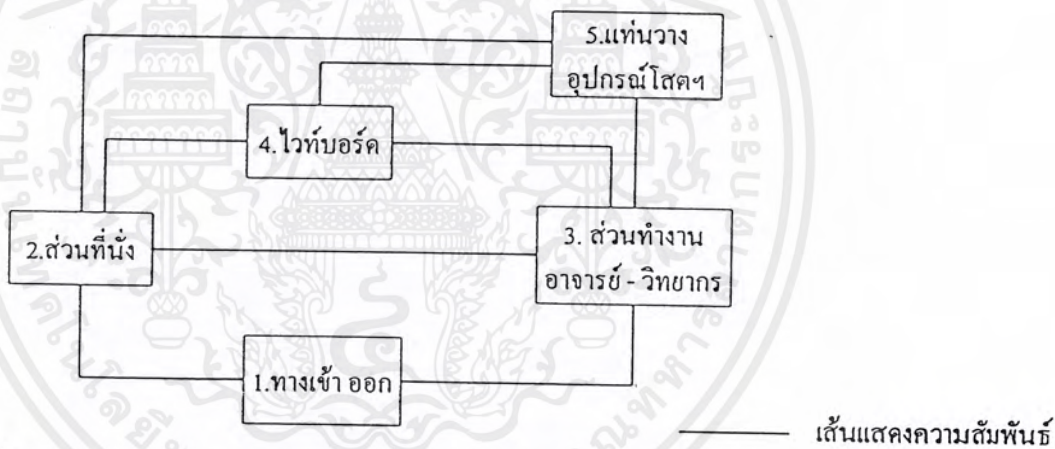 5.แท่นวาง
อุปกรณ์โสตฯ
4.ไวท์บอร์ค
2.ส่วนที่นั่ง
3. ส่วนทำงาน
อาจารย์ - วิทยากร
1.ทางเข้า ออก
เส้นแสดงความสัมพันธ์